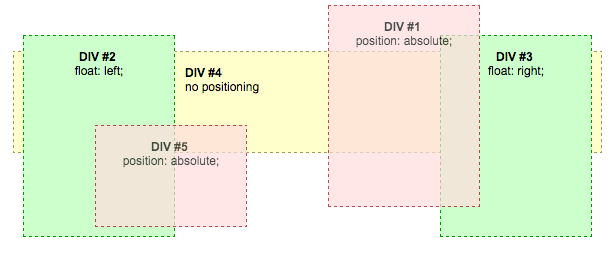 DIV #1
position: absolute;
DIV #2
float: left;
DIV #3
float: right;
DIV #4
no positioning
DIV #5
position: absolute;